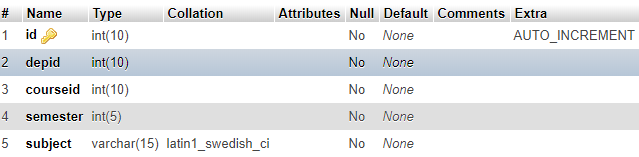 # Name Type Collation Attributes Null Default Comments Extra
1 id int(10) No None AUTO_INCREMENT
2 depid int(10) No None
3 courseid int(10) No None
4 semester int(5) No None
5 subject varchar(15) latin1_swedish_ci No None